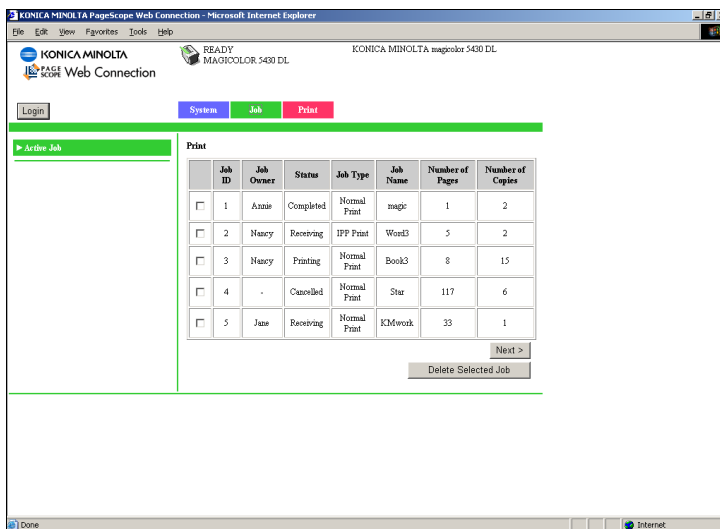 KONICA MINOLTA PageScope Web Connection - Microsoft Internet Explorer
File Edit View Favorites Tools Help
KONICA MINOLTA
PAGE SCOPE Web Connection
READY
MAGICOLOR 5430 DL
KONICA MINOLTA magicolor 5430 DL
Login
System Job Print
Active Job
Print
Job ID Job Owner Status Job Type Job Name Number of Pages Number of Copies
1 Annie Completed Normal Print magic 1 2
2 Nancy Receiving IPP Print Word3 5 2
3 Nancy Printing Normal Print Book3 8 15
4 - Cancelled Normal Print Star 117 6
5 Jane Receiving Normal Print KMwork 33 1
Next >
Delete Selected Job
Done Internet